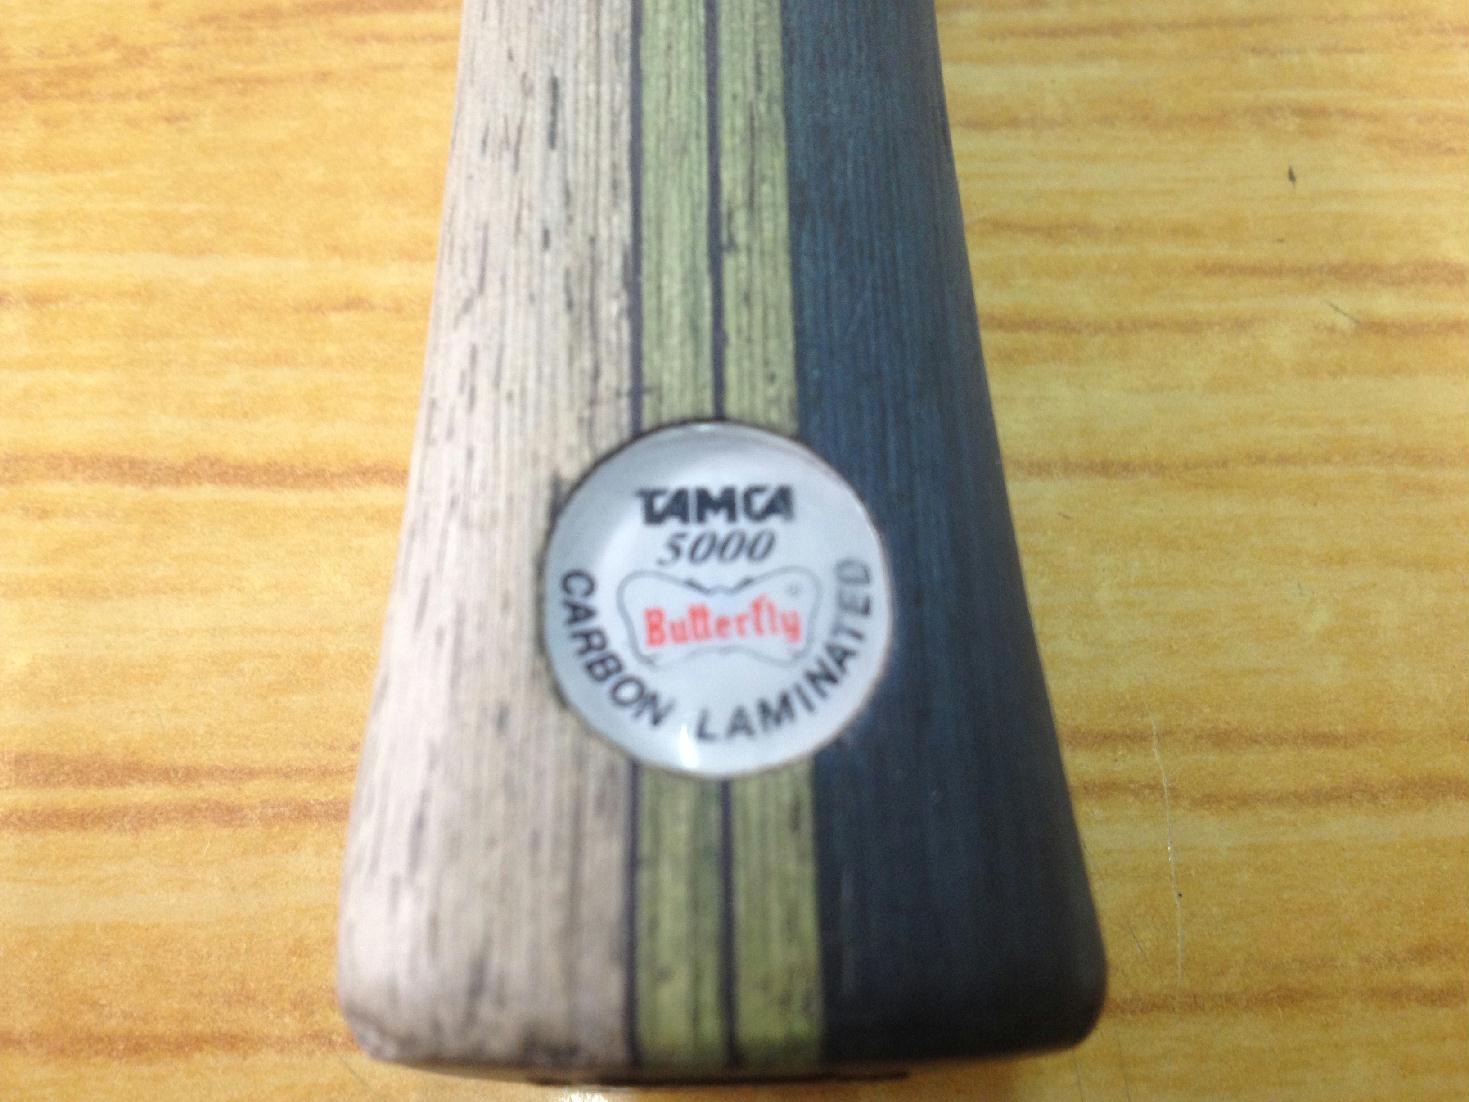 TAMCA
5000
Butterfly ®
CARBON LAMINATED